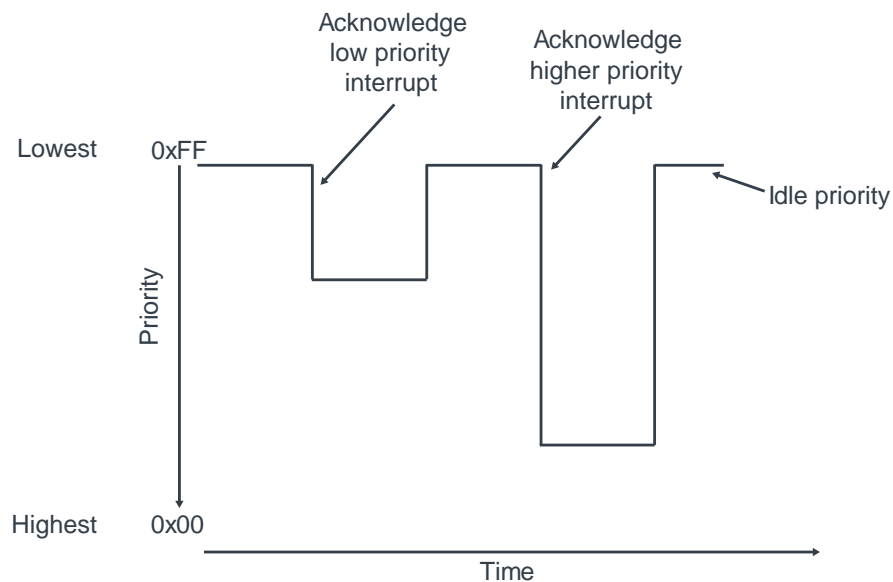 Acknowledge
low priority
interrupt
Acknowledge
higher priority
interrupt
Lowest 0xFF
Idle priority
Priority
Highest 0x00
Time